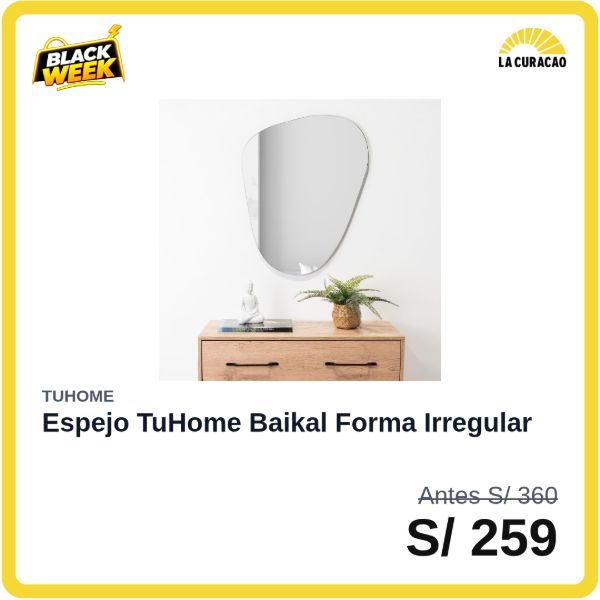 BLACK
WEEK
LA CURACAO
TUHOME
Espejo TuHome Baikal Forma Irregular
Antes S/ 360
S/ 259